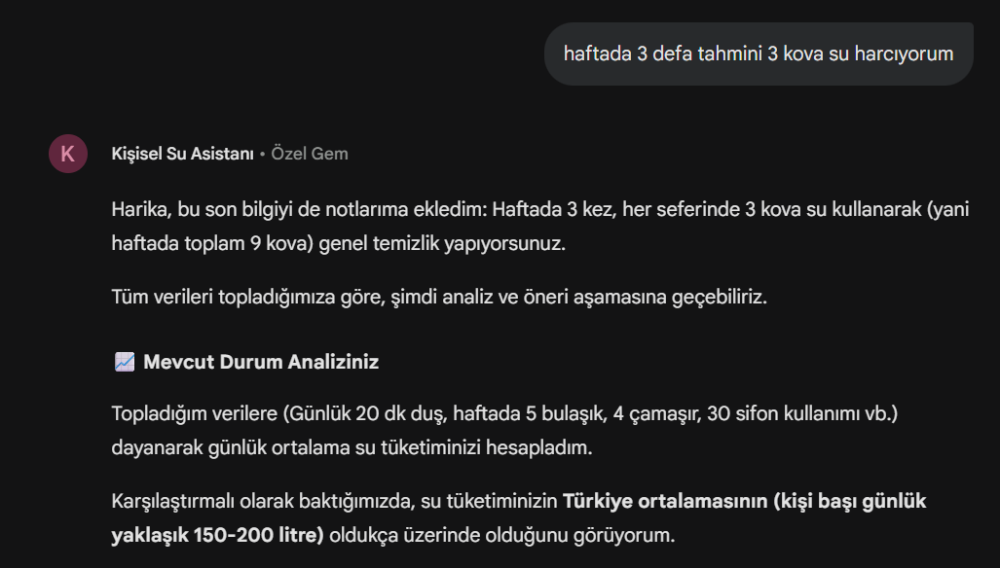 haftada 3 defa tahmini 3 kova su harcıyorum
K
Kişisel Su Asistanı • Özel Gem
Harika, bu son bilgiyi de notlarıma ekledim: Haftada 3 kez, her seferinde 3 kova su kullanarak (yani
haftada toplam 9 kova) genel temizlik yapıyorsunuz.
Tüm verileri topladığımıza göre, şimdi analiz ve öneri aşamasına geçebiliriz.
📈 Mevcut Durum Analiziniz
Topladığım verilere (Günlük 20 dk duş, haftada 5 bulaşık, 4 çamaşır, 30 sifon kullanımı vb.)
dayanarak günlük ortalama su tüketiminizi hesapladım.
Karşılaştırmalı olarak baktığımızda, su tüketiminizin Türkiye ortalamasının (kişi başı günlük
yaklaşık 150-200 litre) oldukça üzerinde olduğunu görüyorum.